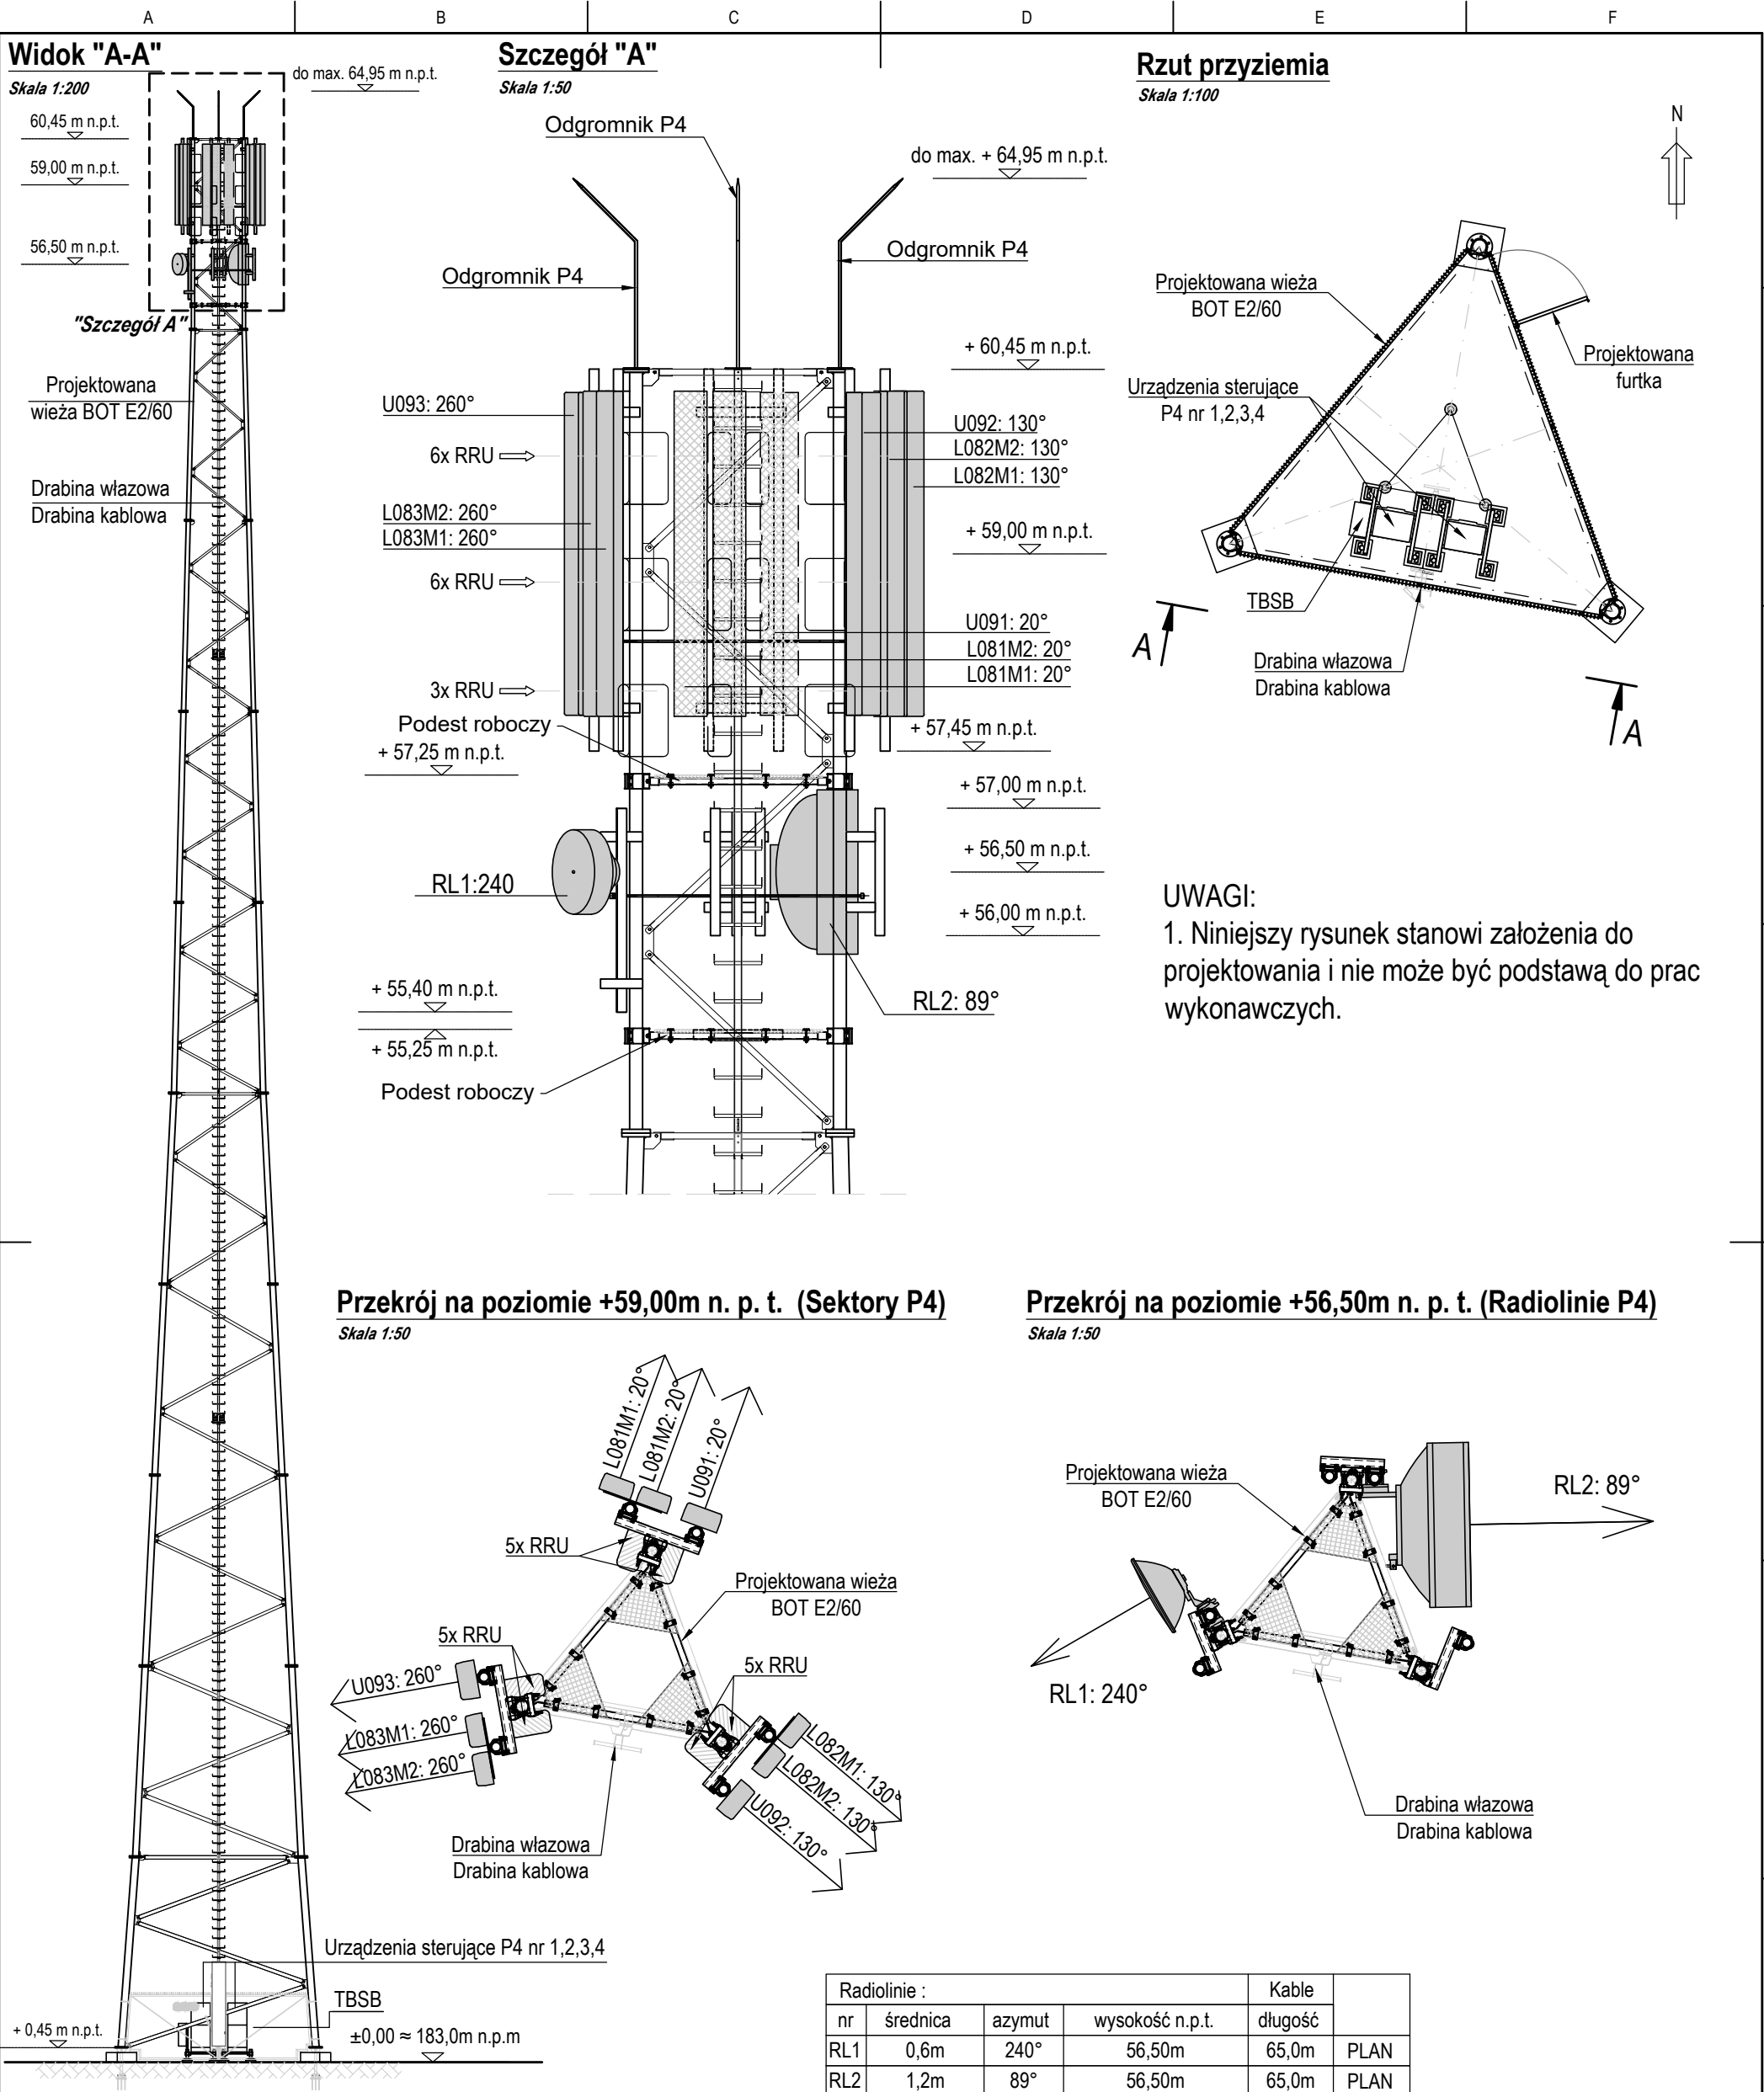 A B C D E F
Widok "A-A"
Skala 1:200
do max. 64,95 m n.p.t.
60,45 m n.p.t.
59,00 m n.p.t.
56,50 m n.p.t.
"Szczegół A"
Projektowana
wieża BOT E2/60
Drabina włazowa
Drabina kablowa
Urządzenia sterujące P4 nr 1,2,3,4
TBSB
+ 0,45 m n.p.t.
±0,00 ≈ 183,0m n.p.m
Szczegół "A"
Skala 1:50
Odgromnik P4
do max. + 64,95 m n.p.t.
Odgromnik P4
Odgromnik P4
+ 60,45 m n.p.t.
U093: 260°
6x RRU
L083M2: 260°
L083M1: 260°
6x RRU
3x RRU
Podest roboczy
+ 57,25 m n.p.t.
U092: 130°
L082M2: 130°
L082M1: 130°
+ 59,00 m n.p.t.
U091: 20°
L081M2: 20°
L081M1: 20°
+ 57,45 m n.p.t.
+ 57,00 m n.p.t.
+ 56,50 m n.p.t.
+ 56,00 m n.p.t.
RL1:240
RL2: 89°
+ 55,40 m n.p.t.
+ 55,25 m n.p.t.
Podest roboczy
Rzut przyziemia
Skala 1:100
N
Projektowana wieża
BOT E2/60
Projektowana
furtka
Urządzenia sterujące
P4 nr 1,2,3,4
TBSB
A
Drabina włazowa
Drabina kablowa
A
UWAGI:
1. Niniejszy rysunek stanowi założenia do
projektowania i nie może być podstawą do prac
wykonawczych.
Przekrój na poziomie +59,00m n. p. t. (Sektory P4)
Skala 1:50
L081M1: 20°
L081M2: 20°
U091: 20°
5x RRU
Projektowana wieża
BOT E2/60
5x RRU
5x RRU
U093: 260°
L083M1: 260°
L083M2: 260°
L082M1: 130°
L082M2: 130°
U092: 130°
Drabina włazowa
Drabina kablowa
Przekrój na poziomie +56,50m n. p. t. (Radiolinie P4)
Skala 1:50
Projektowana wieża
BOT E2/60
RL2: 89°
RL1: 240°
Drabina włazowa
Drabina kablowa
Radiolinie : Kable
nr średnica azymut wysokość n.p.t. długość
RL1 0,6m 240° 56,50m 65,0m PLAN
RL2 1,2m 89° 56,50m 65,0m PLAN